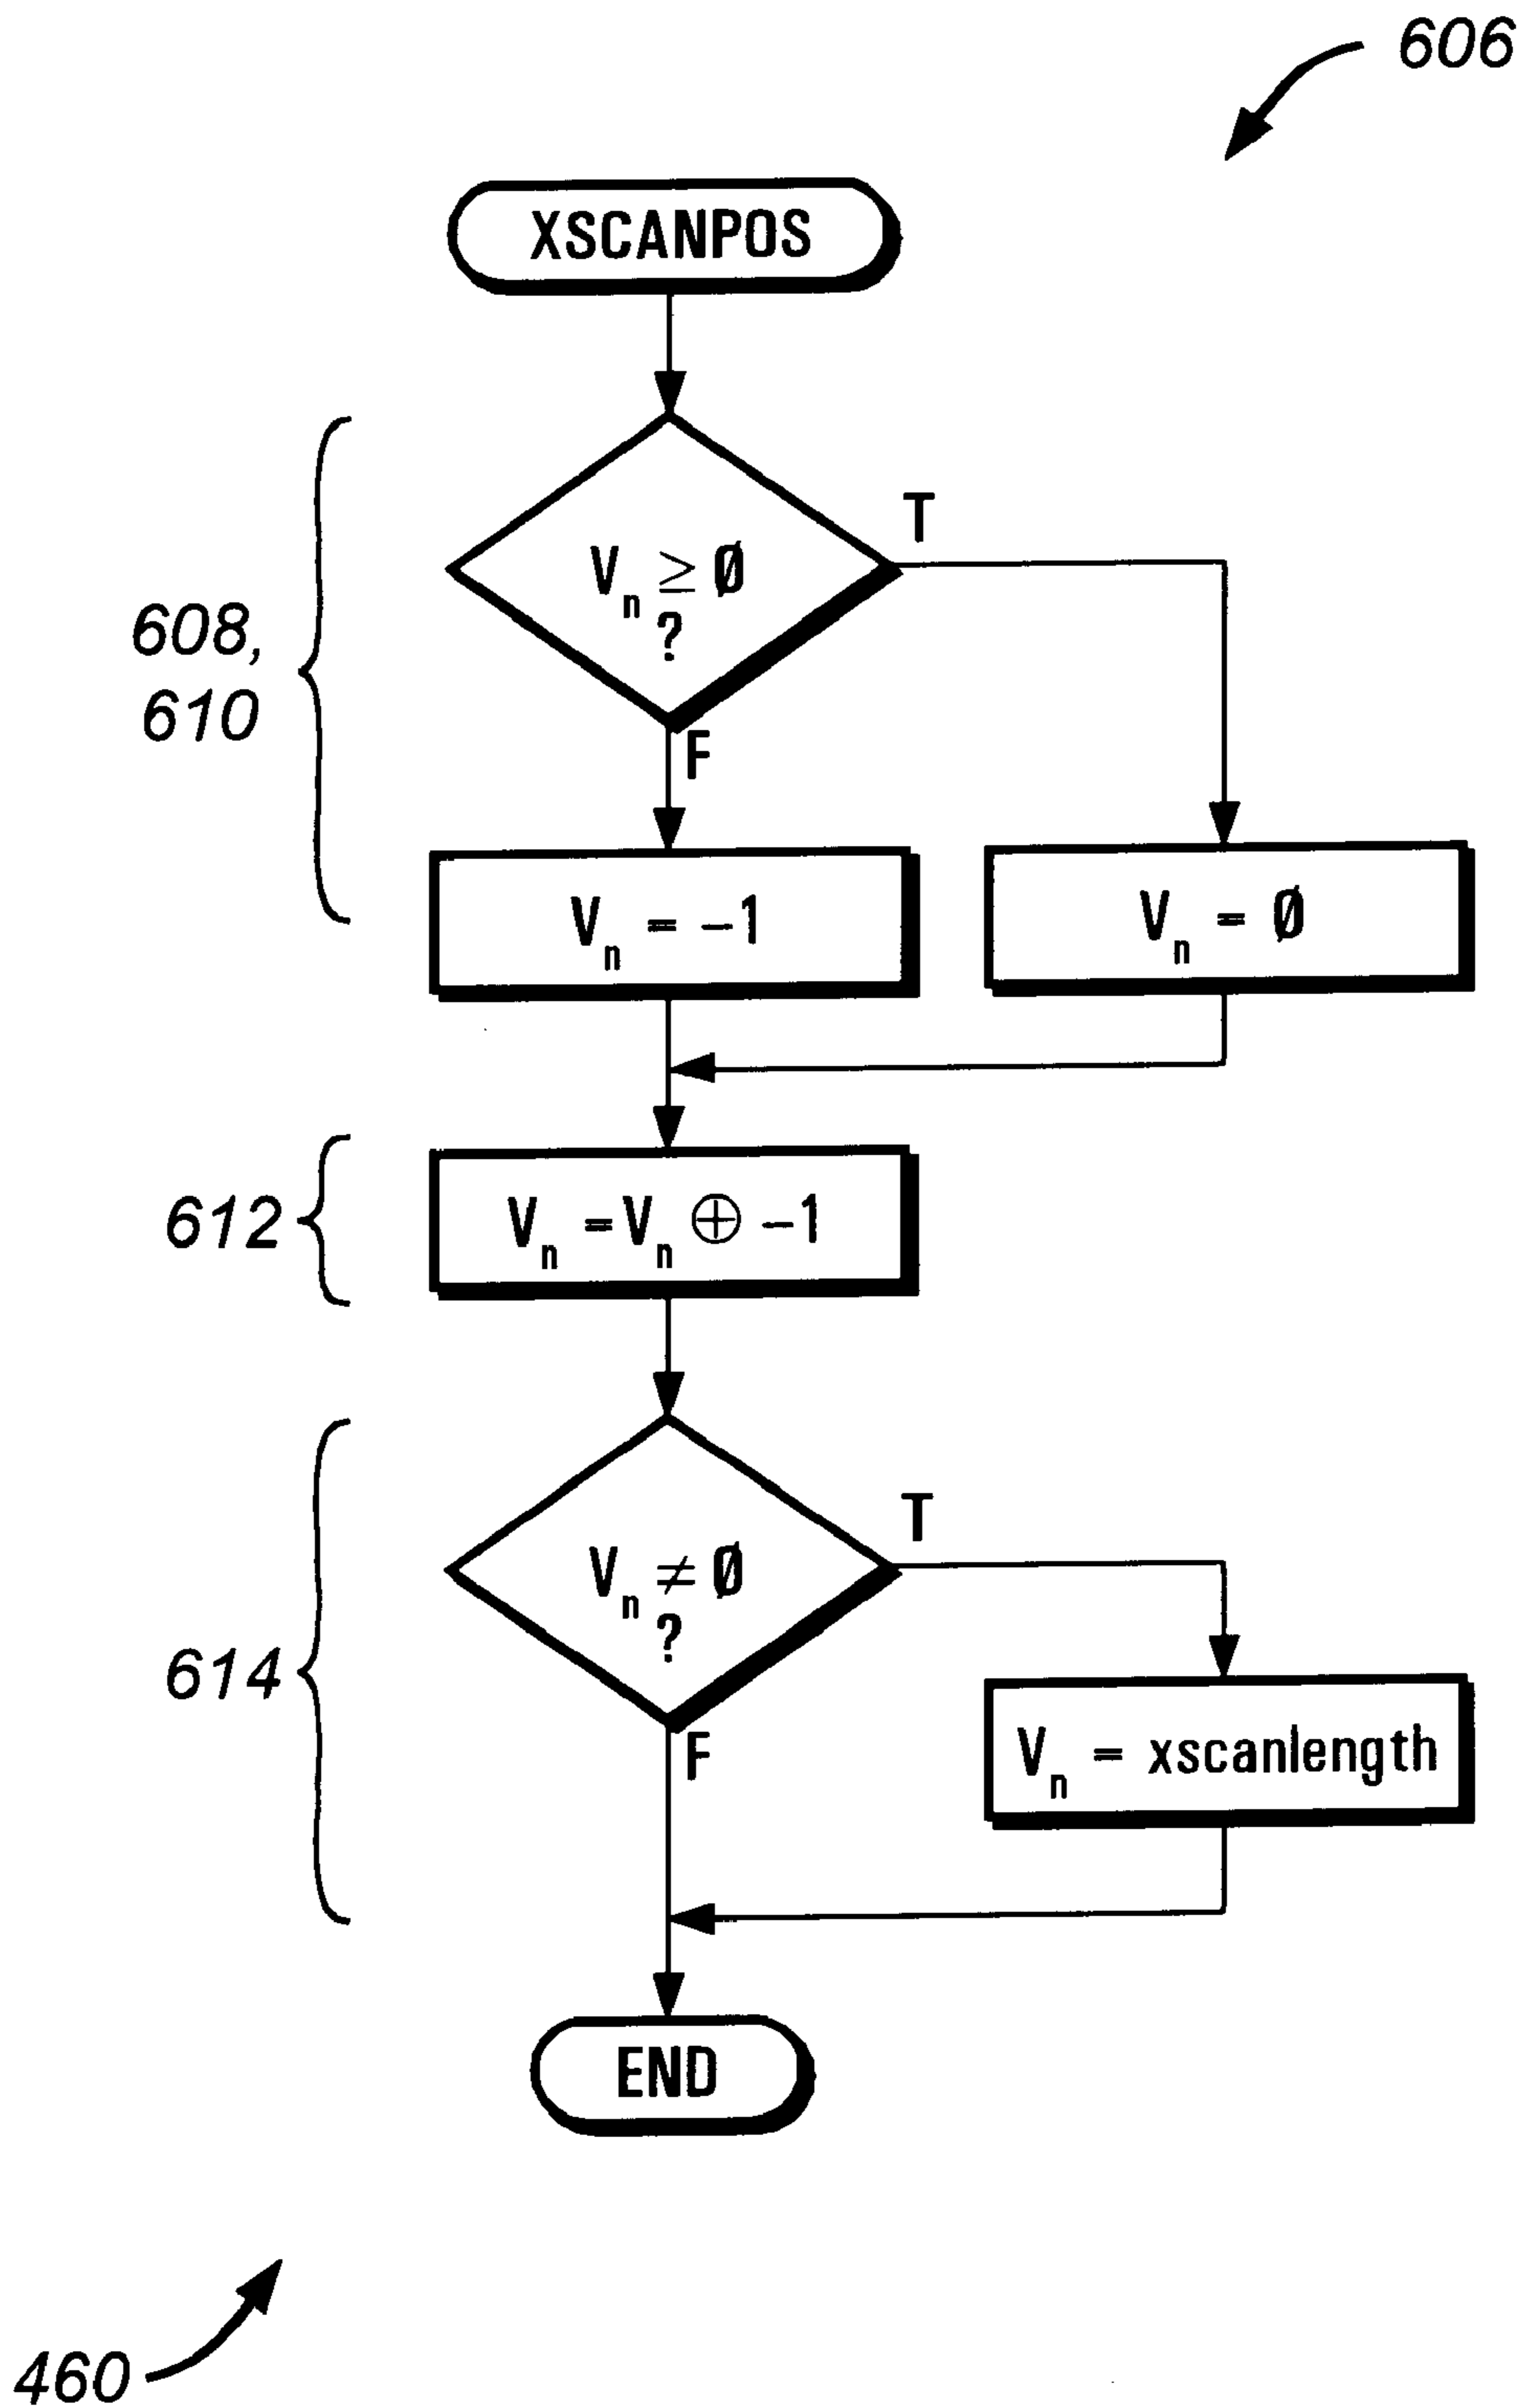 606
XSCANPOS
Vn ≥ Ø
?
T
F
608,
610
Vn = -1
Vn = Ø
612
Vn = Vn ⊕ -1
Vn ≠ Ø
?
T
F
614
Vn = xscanlength
END
460